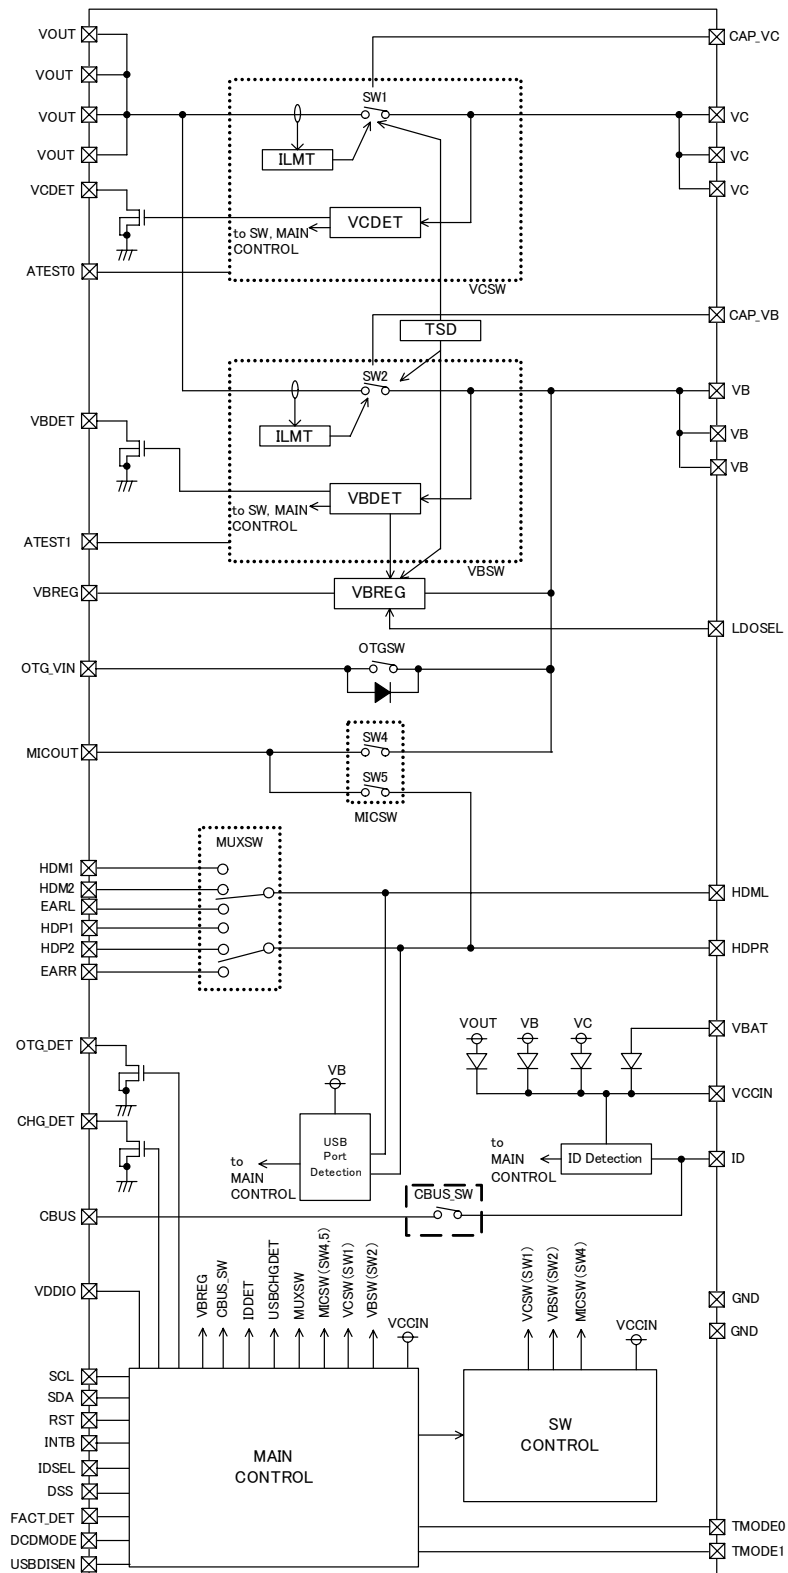 VOUT
CAP_VC
VOUT
SW1
VOUT
VC
VOUT
ILMT
VC
VCDET
VC
VCDET
to SW, MAIN
CONTROL
ATEST0
VCSW
CAP_VB
TSD
SW2
VB
VBDET
ILMT
VB
VB
VBDET
to SW, MAIN
CONTROL
ATEST1
VBSW
VBREG
VBREG
LDOSEL
OTGSW
OTG_VIN
SW4
MICOUT
SW5
MICSW
MUXSW
HDM1
HDM2
HDML
EARL
HDP1
HDP2
HDPR
EARR
VOUT
VB
VC
VBAT
OTG_DET
VB
VCCIN
CHG_DET
USB
Port
Detection
to
MAIN
CONTROL
to
MAIN
CONTROL
ID Detection
ID
CBUS_SW
CBUS
VBREG
CBUS_SW
IDDET
USBCHGDET
MUXSW
MICSW(SW4,5)
VCSW(SW1)
VBSW(SW2)
VCCIN
VCSW(SW1)
VBSW(SW2)
MICSW(SW4)
VCCIN
VDDIO
GND
GND
SCL
SDA
RST
INTB
IDSEL
DSS
FACT_DET
DCDMODE
USBDISEN
MAIN
CONTROL
SW
CONTROL
TMODE0
TMODE1